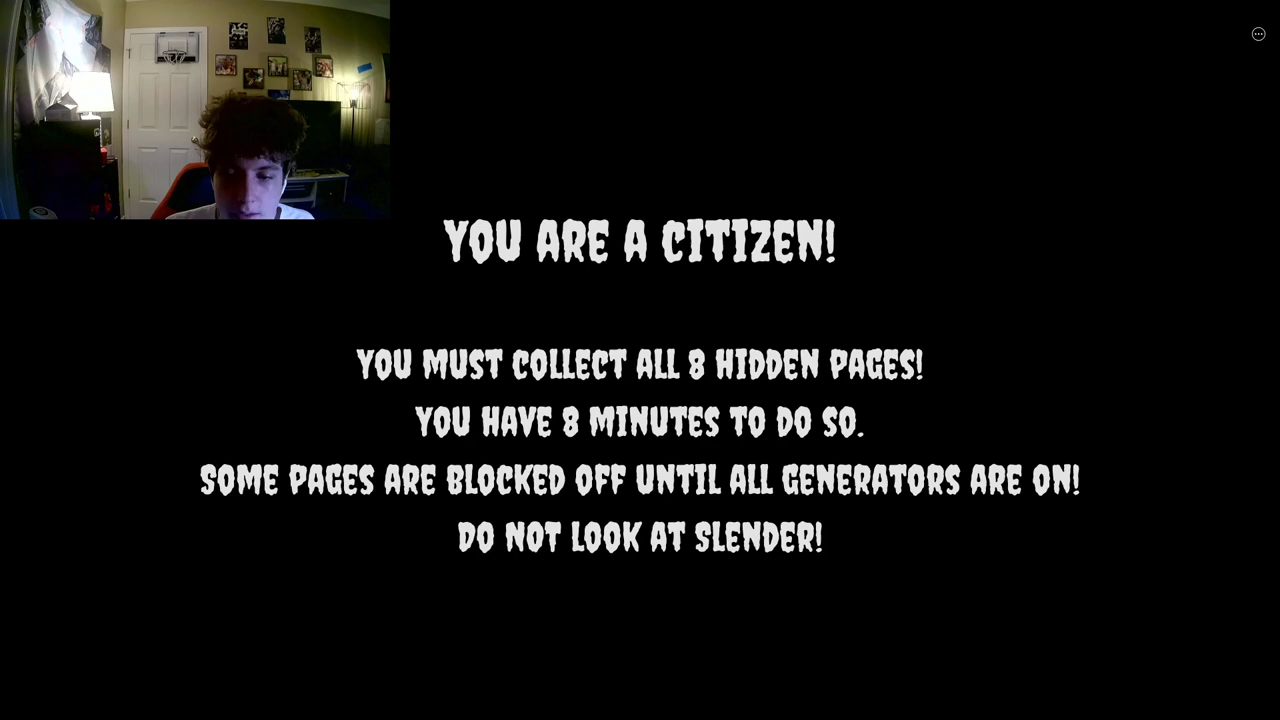 YOU ARE A CITIZEN!
YOU MUST COLLECT ALL 8 HIDDEN PAGES!
YOU HAVE 8 MINUTES TO DO SO.
SOME PAGES ARE BLOCKED OFF UNTIL ALL GENERATORS ARE ON!
DO NOT LOOK AT SLENDER!